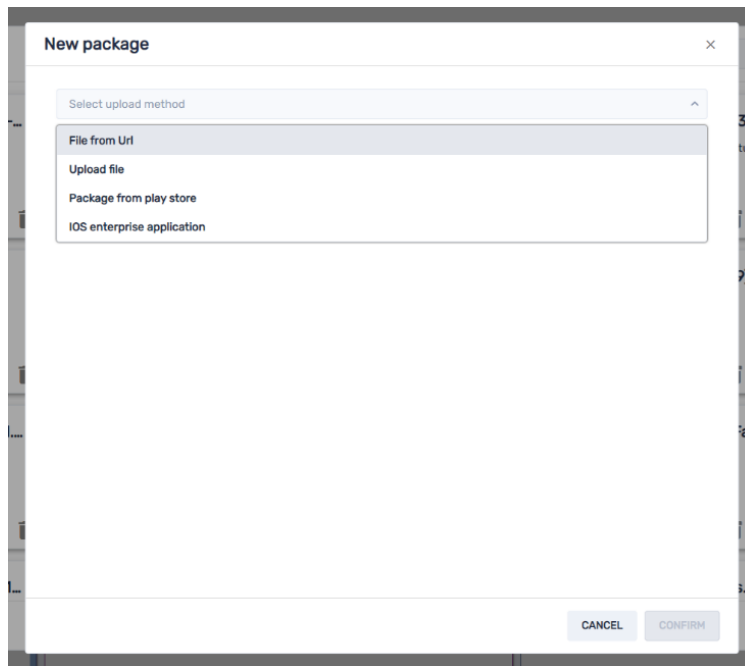 New package
Select upload method
File from Url
Upload file
Package from play store
IOS enterprise application
CANCEL
CONFIRM